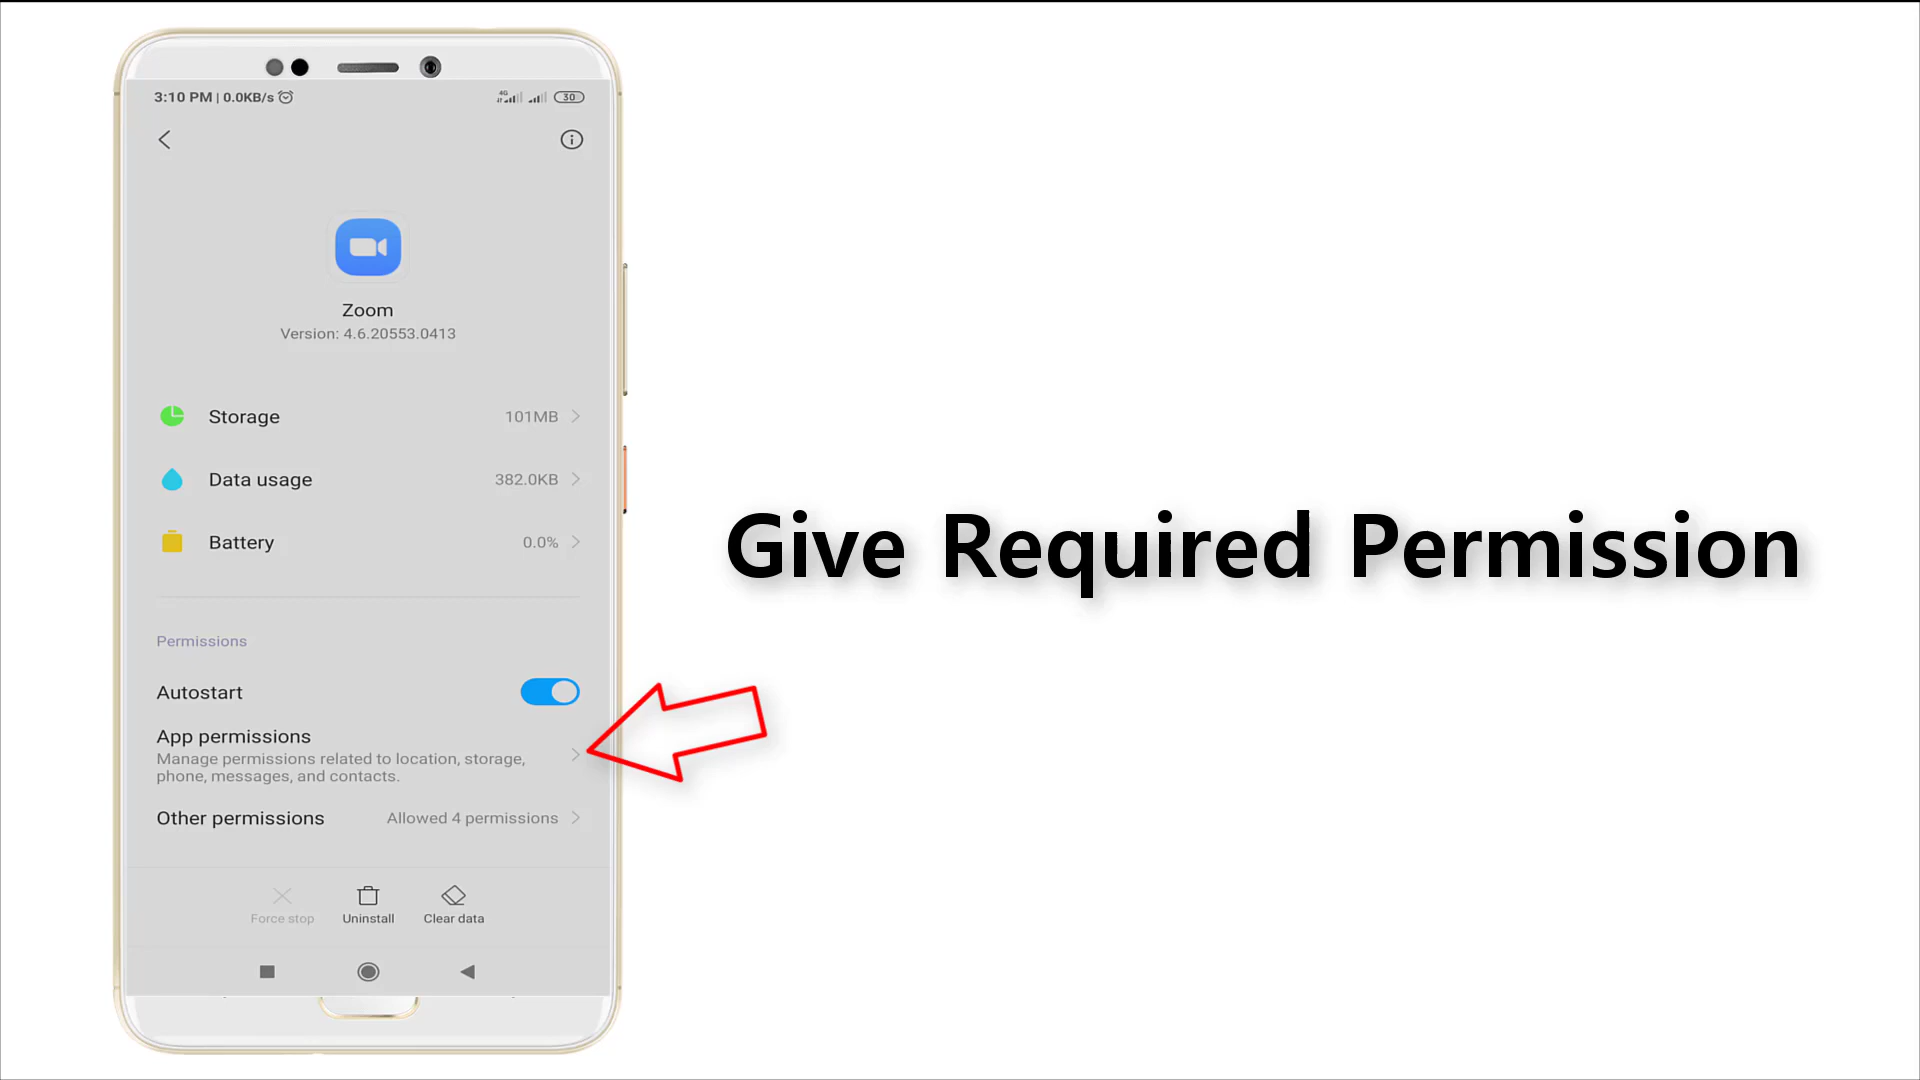 3:10 PM | 0.0KB/s
4G
30
Zoom
Version: 4.6.20553.0413
Storage 101MB
Data usage 382.0KB
Battery 0.0%
Give Required Permission
Permissions
Autostart
App permissions
Manage permissions related to location, storage,
phone, messages, and contacts.
Other permissions Allowed 4 permissions
Force stop Uninstall Clear data